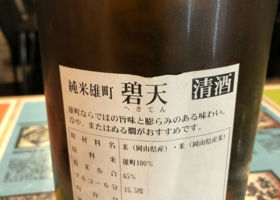 純米雄町 碧天 清酒
へきてん
雄町ならではの旨味と膨らみのある味わい。
冷や、またはぬる燗がおすすめです。
原材料名 米(岡山県産)・米(岡山県産米)
原料米 雄町100%
精米歩合 65%
アルコール分 15.5度
内容